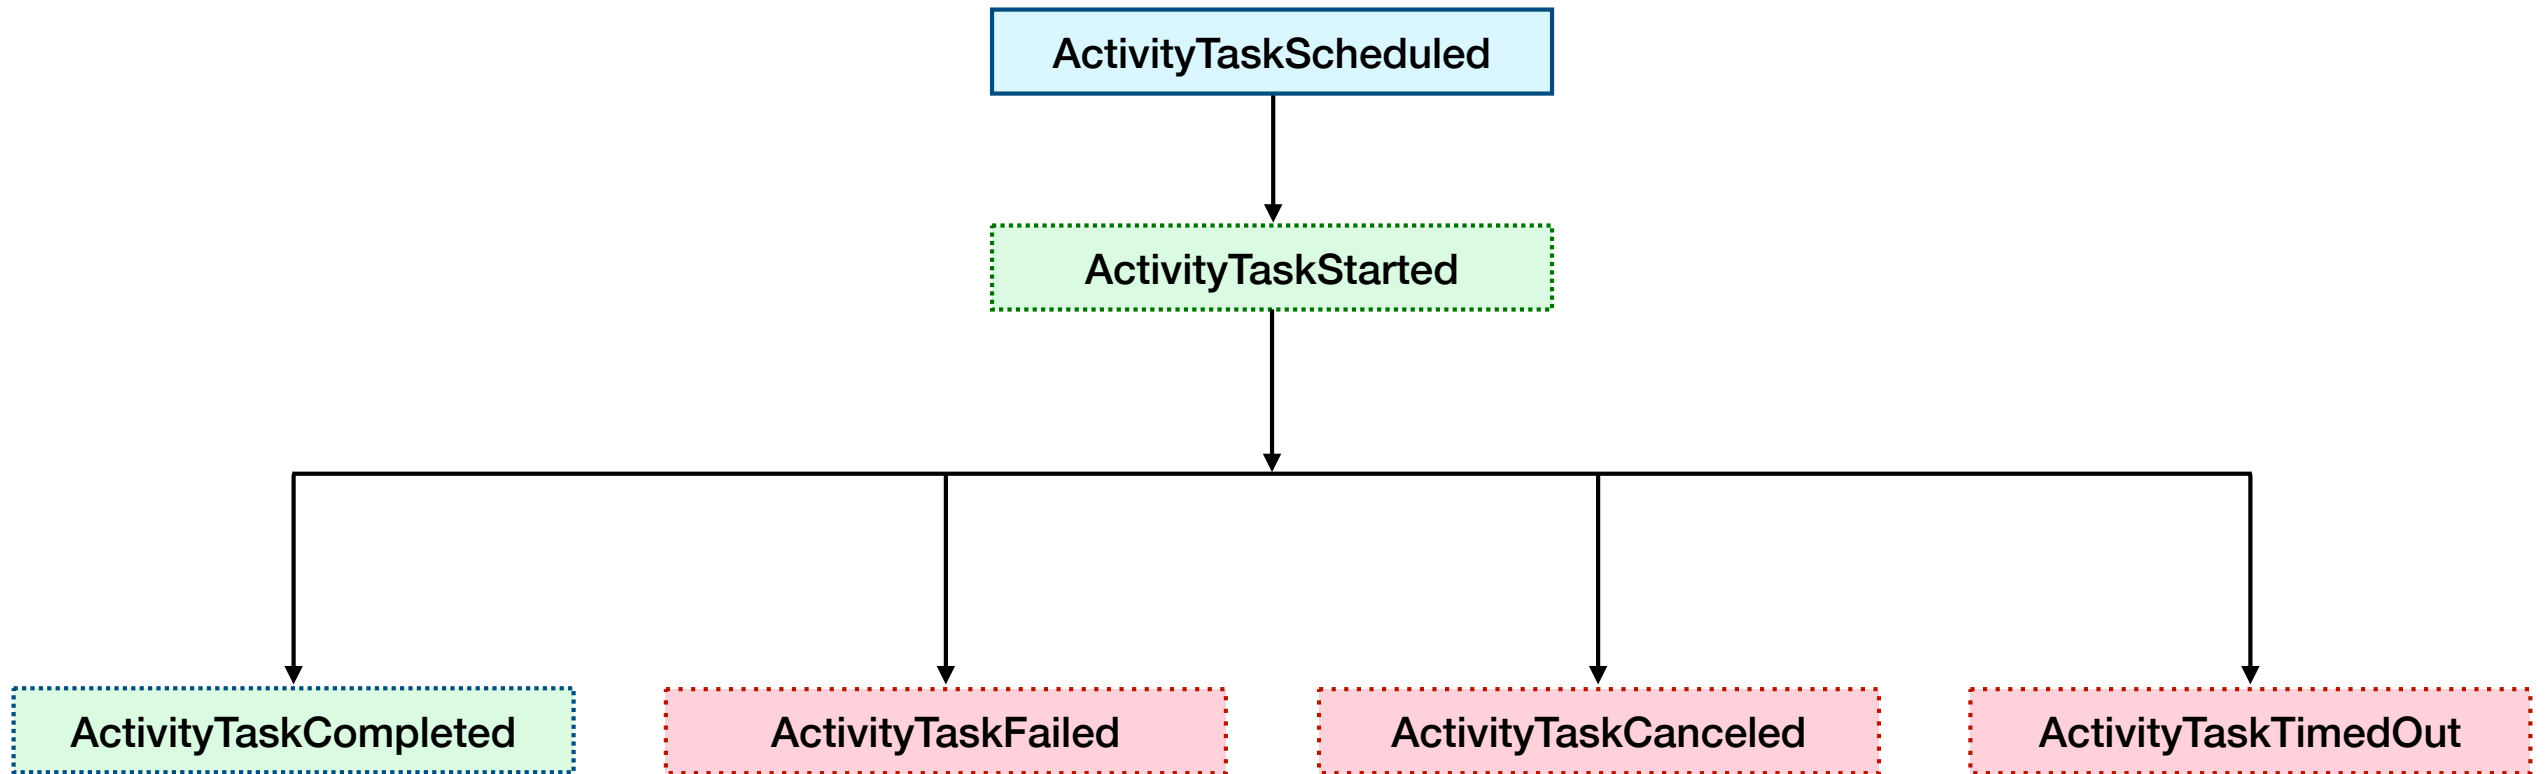 ActivityTaskScheduled
ActivityTaskStarted
ActivityTaskCompleted
ActivityTaskFailed
ActivityTaskCanceled
ActivityTaskTimedOut